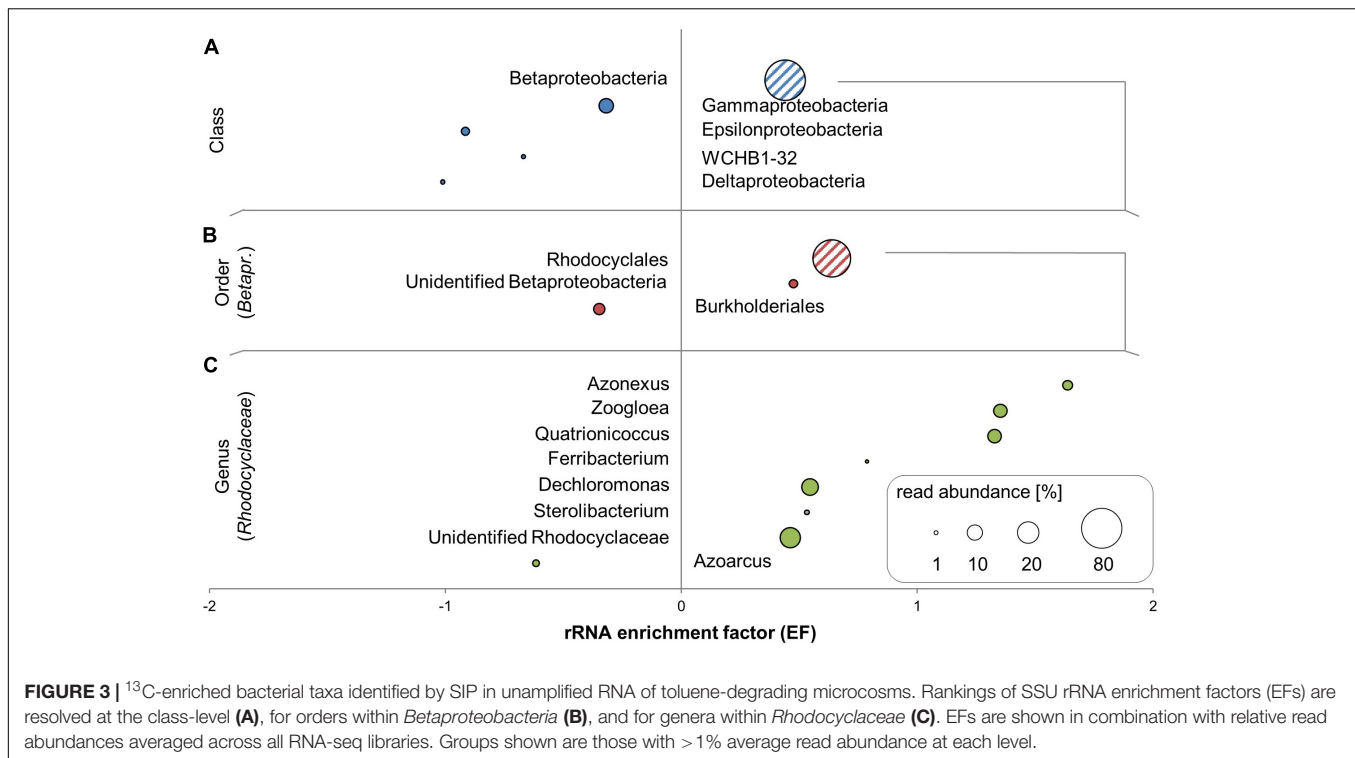 A
Class
Betaproteobacteria
Gammaproteobacteria
Epsilonproteobacteria
WCHB1-32
Deltaproteobacteria
B
Order
(Betapr.)
Rhodocyclales
Unidentified Betaproteobacteria
Burkholderiales
C
Genus
(Rhodocyclaceae)
Azonexus
Zoogloea
Quatrionicoccus
Ferribacterium
Dechloromonas
Sterolibacterium
Unidentified Rhodocyclaceae
Azoarcus
read abundance [%]
1 10 20 80
-2 -1 0 1 2
rRNA enrichment factor (EF)
FIGURE 3 | ¹³C-enriched bacterial taxa identified by SIP in unamplified RNA of toluene-degrading microcosms. Rankings of SSU rRNA enrichment factors (EFs) are
resolved at the class-level (A), for orders within Betaproteobacteria (B), and for genera within Rhodocyclaceae (C). EFs are shown in combination with relative read
abundances averaged across all RNA-seq libraries. Groups shown are those with >1% average read abundance at each level.